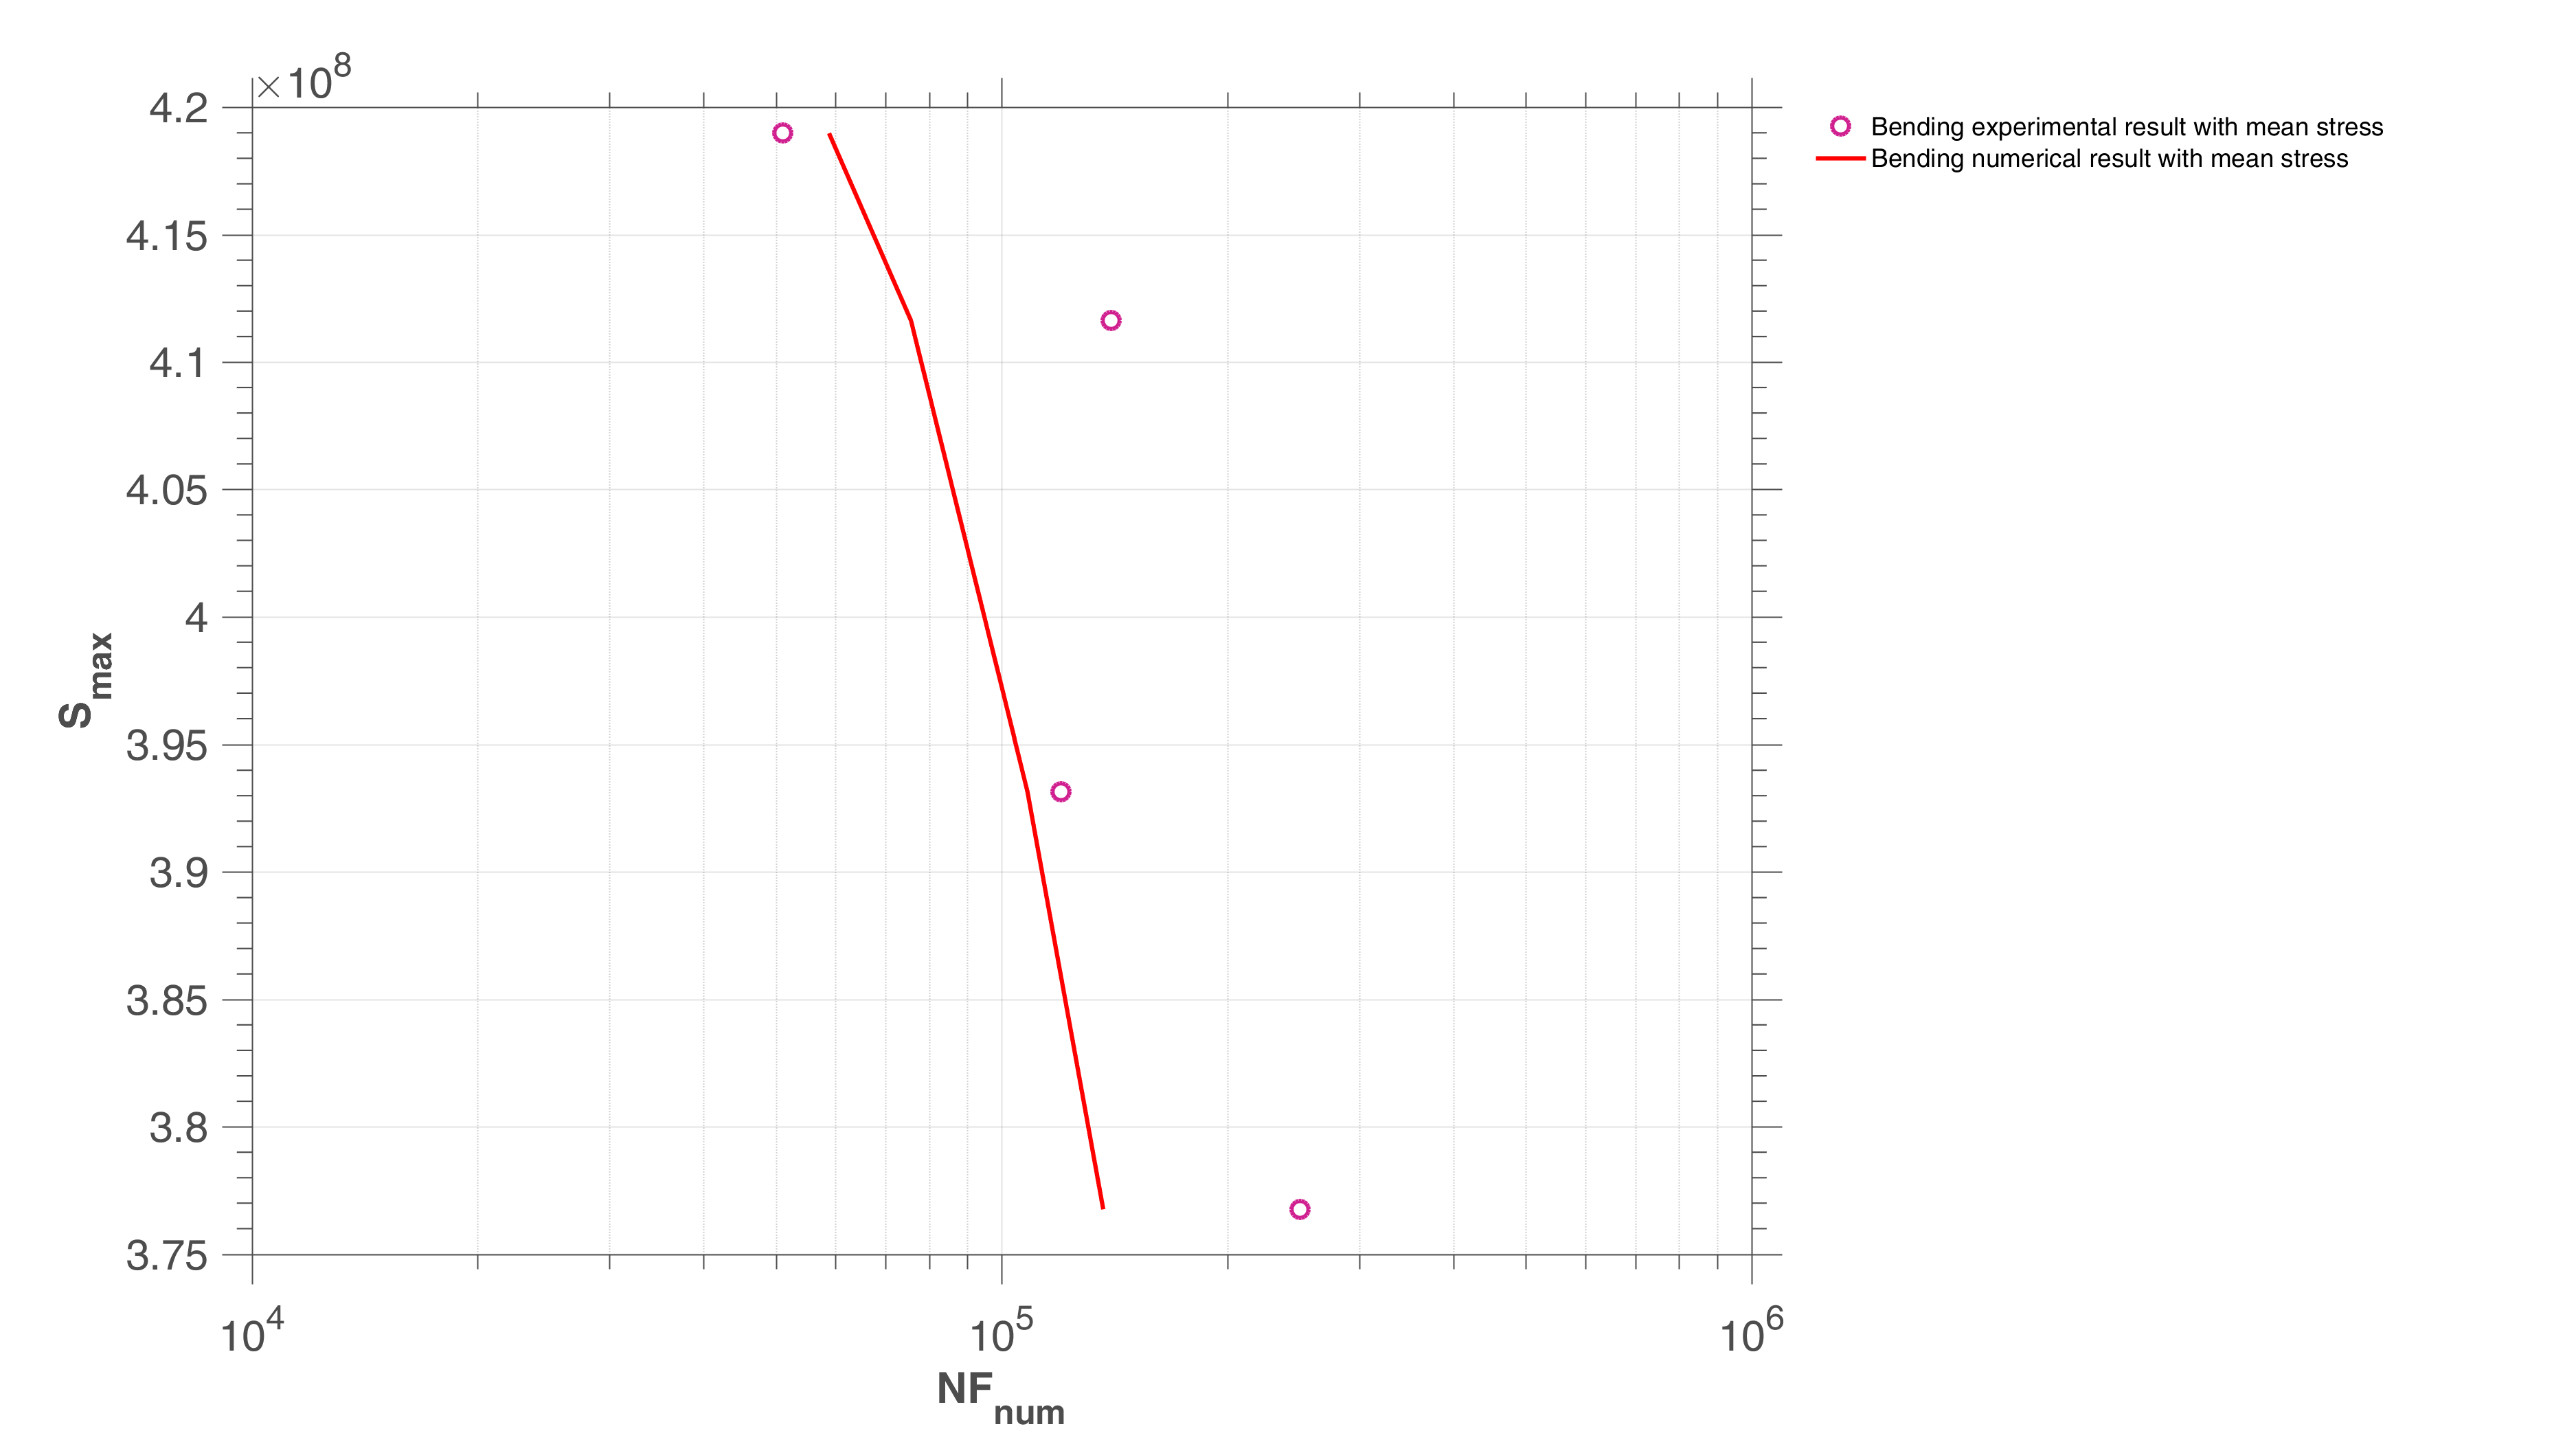 ×10^8
4.2
4.15
4.1
4.05
4
3.95
3.9
3.85
3.8
3.75
S_max
10^4 10^5 10^6
NF_num
Bending experimental result with mean stress
Bending numerical result with mean stress